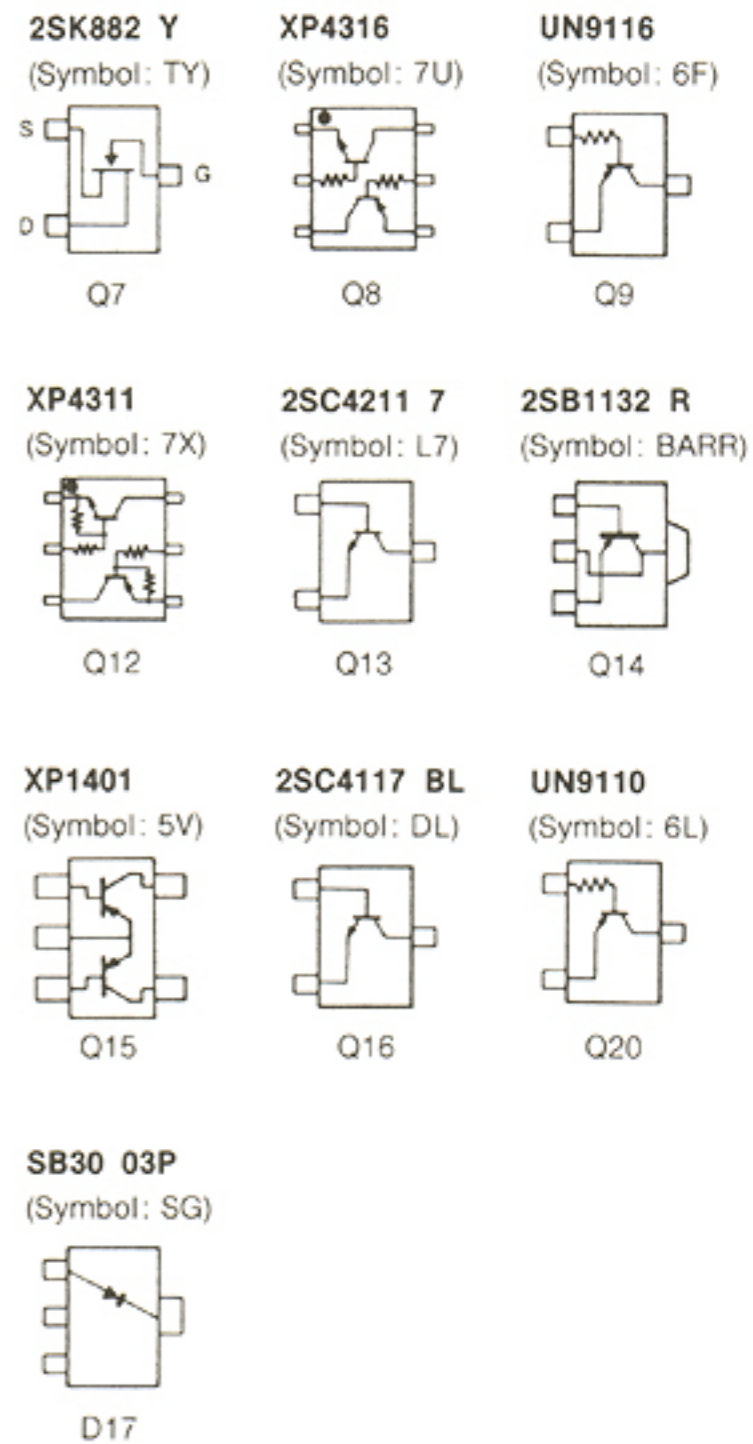 2SK882 Y
XP4316
UN9116
(Symbol: TY)
(Symbol: 7U)
(Symbol: 6F)
S
G
D
Q7
Q8
Q9
XP4311
2SC4211 7
2SB1132 R
(Symbol: 7X)
(Symbol: L7)
(Symbol: BARR)
Q12
Q13
Q14
XP1401
2SC4117 BL
UN9110
(Symbol: 5V)
(Symbol: DL)
(Symbol: 6L)
Q15
Q16
Q20
SB30 03P
(Symbol: SG)
D17